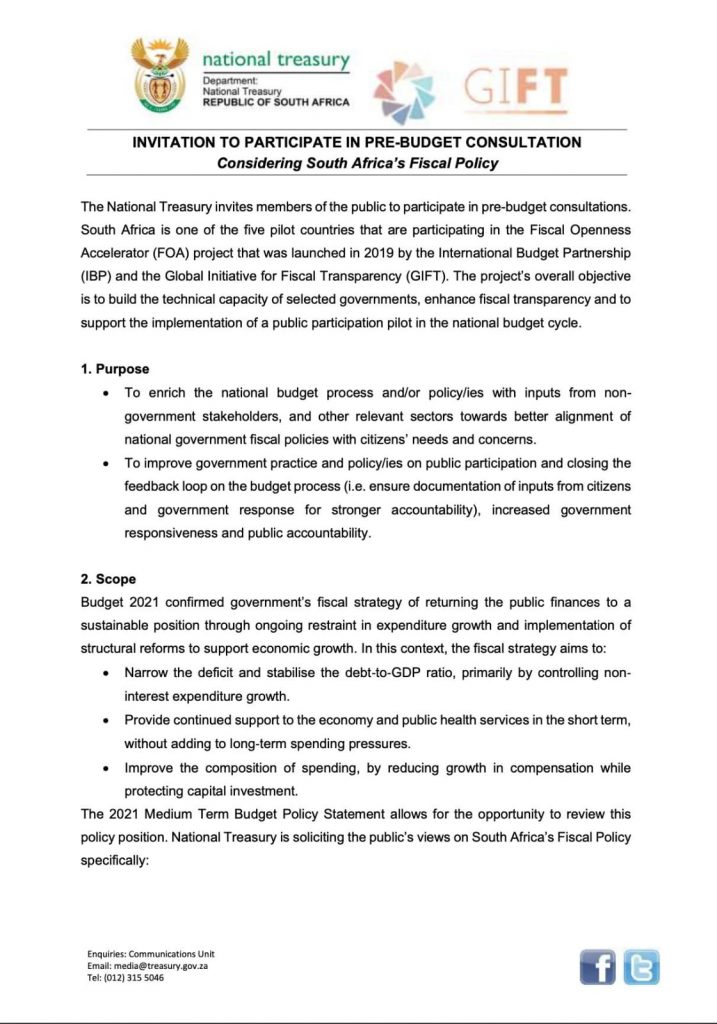 national treasury
Department:
National Treasury
REPUBLIC OF SOUTH AFRICA
GIFT
INVITATION TO PARTICIPATE IN PRE-BUDGET CONSULTATION
Considering South Africa's Fiscal Policy
The National Treasury invites members of the public to participate in pre-budget consultations.
South Africa is one of the five pilot countries that are participating in the Fiscal Openness
Accelerator (FOA) project that was launched in 2019 by the International Budget Partnership
(IBP) and the Global Initiative for Fiscal Transparency (GIFT). The project's overall objective
is to build the technical capacity of selected governments, enhance fiscal transparency and to
support the implementation of a public participation pilot in the national budget cycle.
1. Purpose
• To enrich the national budget process and/or policy/ies with inputs from non-
government stakeholders, and other relevant sectors towards better alignment of
national government fiscal policies with citizens' needs and concerns.
• To improve government practice and policy/ies on public participation and closing the
feedback loop on the budget process (i.e. ensure documentation of inputs from citizens
and government response for stronger accountability), increased government
responsiveness and public accountability.
2. Scope
Budget 2021 confirmed government's fiscal strategy of returning the public finances to a
sustainable position through ongoing restraint in expenditure growth and implementation of
structural reforms to support economic growth. In this context, the fiscal strategy aims to:
• Narrow the deficit and stabilise the debt-to-GDP ratio, primarily by controlling non-
interest expenditure growth.
• Provide continued support to the economy and public health services in the short term,
without adding to long-term spending pressures.
• Improve the composition of spending, by reducing growth in compensation while
protecting capital investment.
The 2021 Medium Term Budget Policy Statement allows for the opportunity to review this
policy position. National Treasury is soliciting the public's views on South Africa's Fiscal Policy
specifically:
Enquiries: Communications Unit
Email: media@treasury.gov.za
Tel: (012) 315 5046
f t